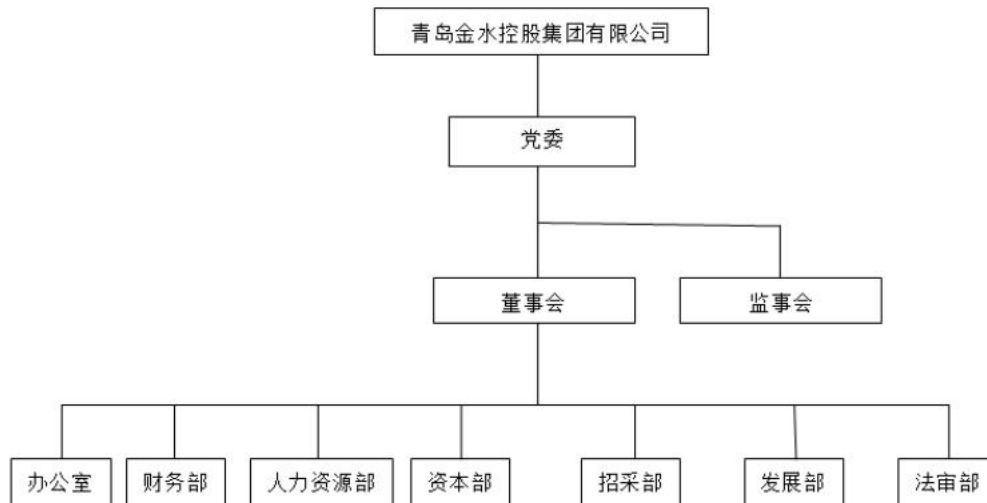 青岛金水控股集团有限公司
党委
董事会
监事会
办公室
财务部
人力资源部
资本部
招采部
发展部
法审部